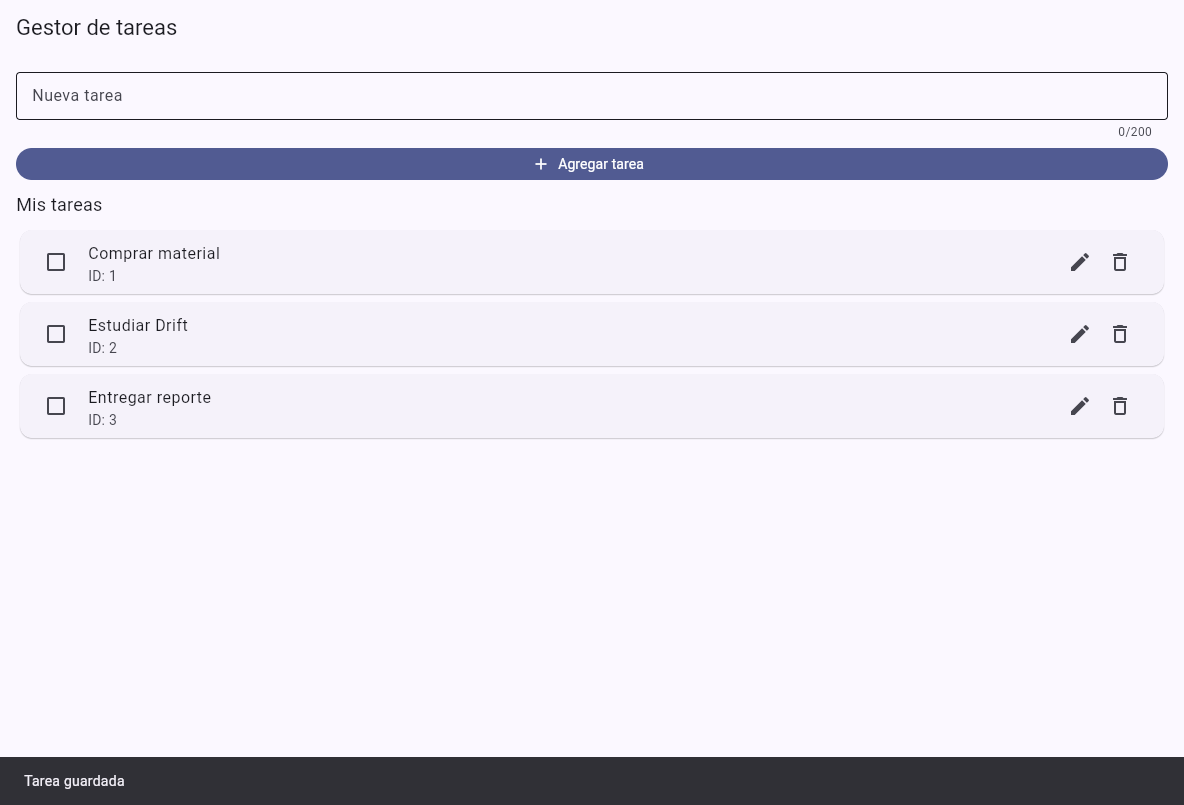 Gestor de tareas
Nueva tarea
0/200
Agregar tarea
Mis tareas
Comprar material
ID: 1
Estudiar Drift
ID: 2
Entregar reporte
ID: 3
Tarea guardada